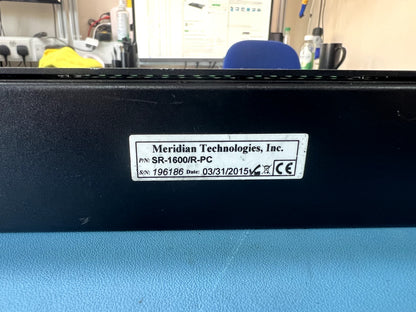 Meridian Technologies, Inc.
P/N: SR-1600/R-PC
S/N: 196186 Date: 03/31/2015 CE